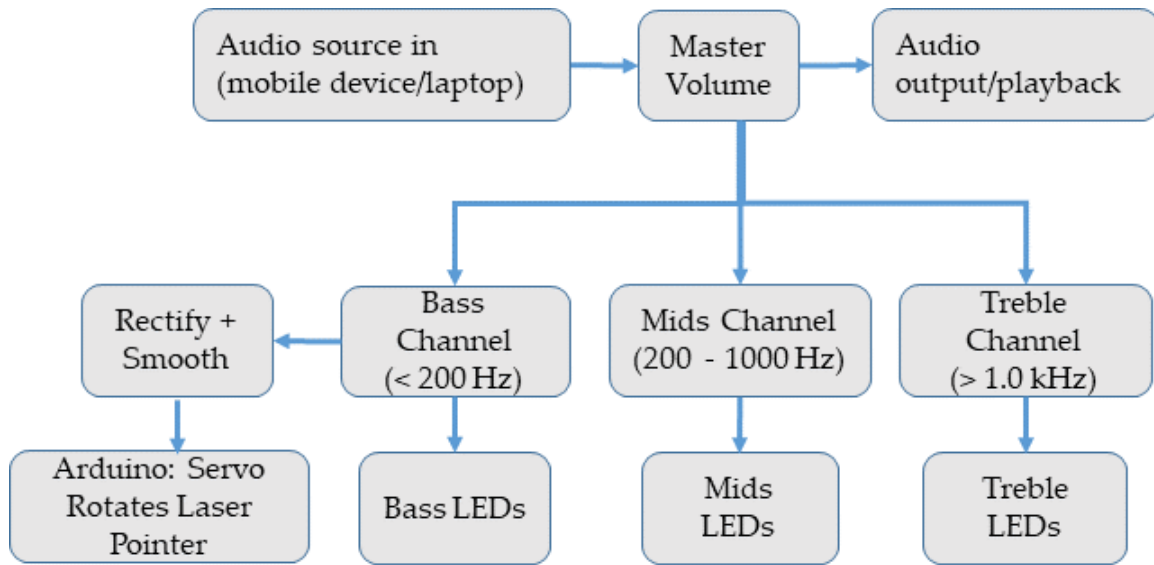 Audio source in
(mobile device/laptop)
Master
Volume
Audio
output/playback
Rectify +
Smooth
Bass
Channel
(< 200 Hz)
Mids Channel
(200 - 1000 Hz)
Treble
Channel
(> 1.0 kHz)
Arduino: Servo
Rotates Laser
Pointer
Bass LEDs
Mids
LEDs
Treble
LEDs